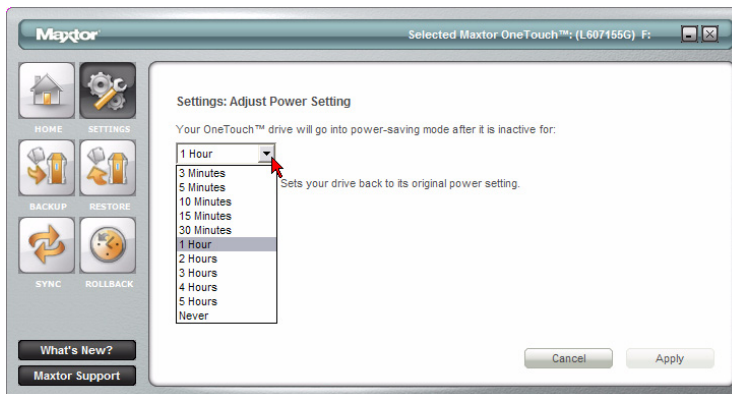 Maxtor
Selected Maxtor OneTouch™: (L607155G) F:
HOME SETTINGS
BACKUP RESTORE
SYNC ROLLBACK
What's New?
Maxtor Support
Settings: Adjust Power Setting
Your OneTouch™ drive will go into power-saving mode after it is inactive for:
1 Hour
3 Minutes
5 Minutes
10 Minutes
15 Minutes
30 Minutes
1 Hour
2 Hours
3 Hours
4 Hours
5 Hours
Never
Sets your drive back to its original power setting.
Cancel Apply